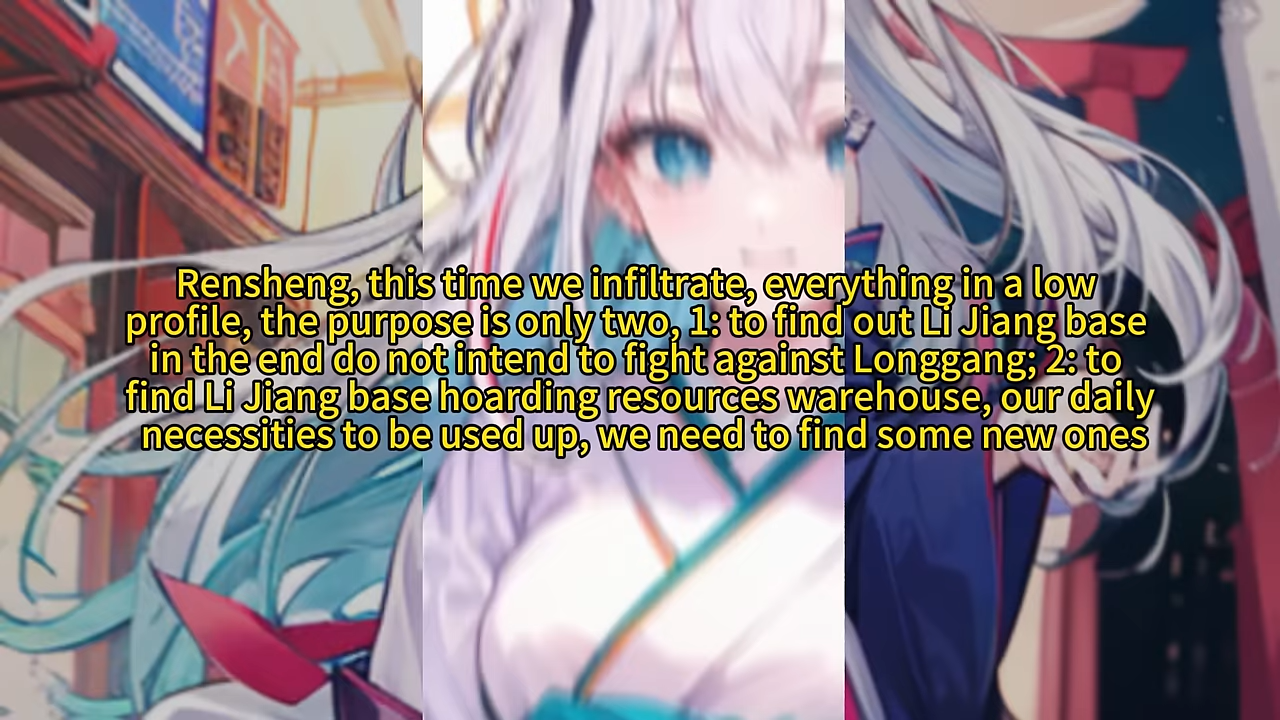 Rensheng, this time we infiltrate, everything in a low
profile, the purpose is only two, 1: to find out Li Jiang base
in the end do not intend to fight against Longgang; 2: to
find Li Jiang base hoarding resources warehouse, our daily
necessities to be used up, we need to find some new ones